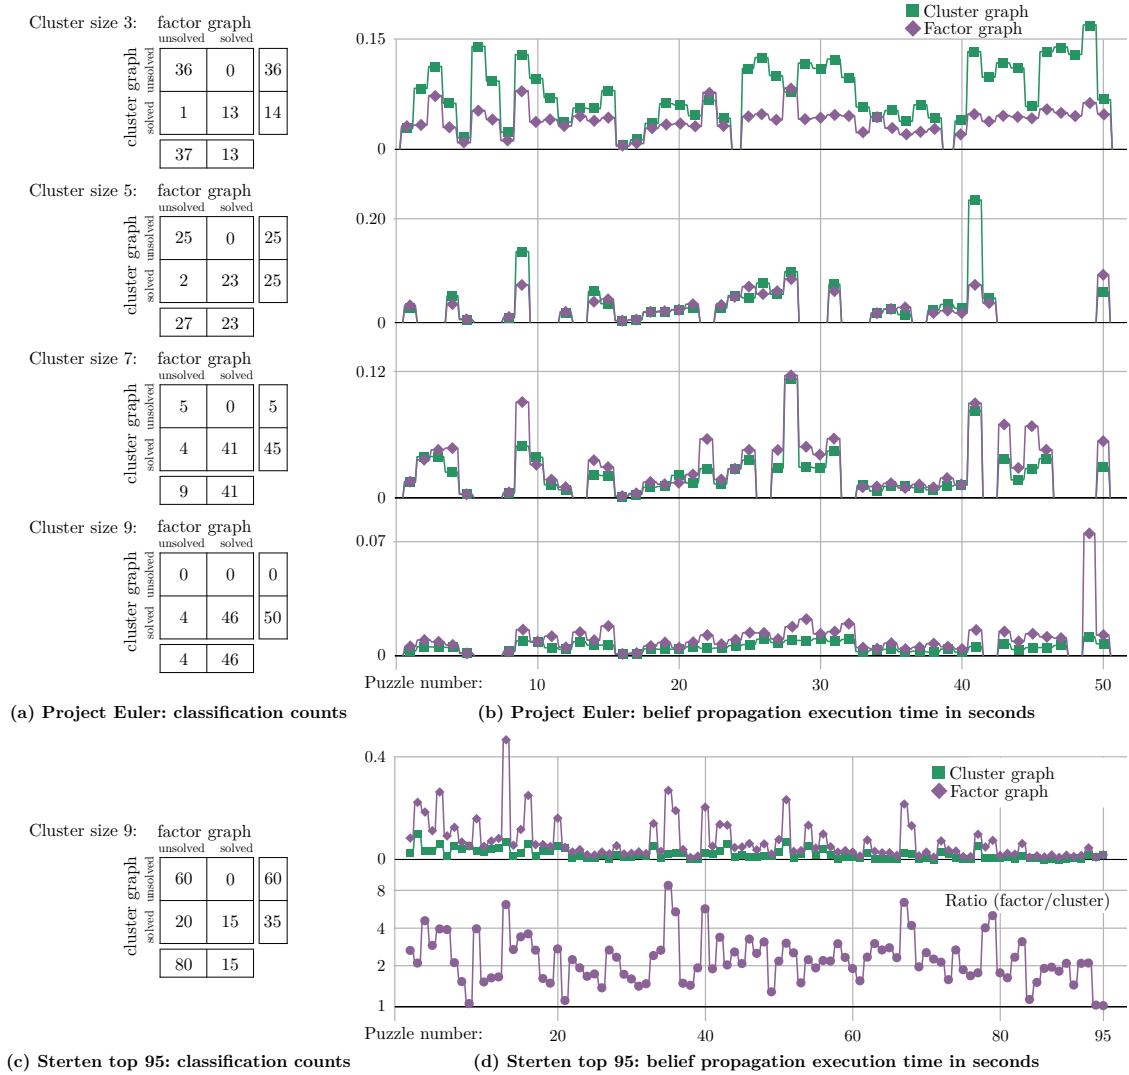 Cluster size 3: factor graph
unsolved solved
cluster graph
unsolved
solved
36 0 36
1 13 14
37 13
Cluster size 5: factor graph
unsolved solved
cluster graph
unsolved
solved
25 0 25
2 23 25
27 23
Cluster size 7: factor graph
unsolved solved
cluster graph
unsolved
solved
5 0 5
4 41 45
9 41
Cluster size 9: factor graph
unsolved solved
cluster graph
unsolved
solved
0 0 0
4 46 50
4 46
(a) Project Euler: classification counts
Cluster graph
Factor graph
0.15
0
0.20
0
0.12
0
0.07
0
Puzzle number: 10 20 30 40 50
(b) Project Euler: belief propagation execution time in seconds
Cluster size 9: factor graph
unsolved solved
cluster graph
unsolved
solved
60 0 60
20 15 35
80 15
(c) Sterten top 95: classification counts
0.4
Cluster graph
Factor graph
0
8
Ratio (factor/cluster)
4
2
1
Puzzle number: 20 40 60 80 95
(d) Sterten top 95: belief propagation execution time in seconds